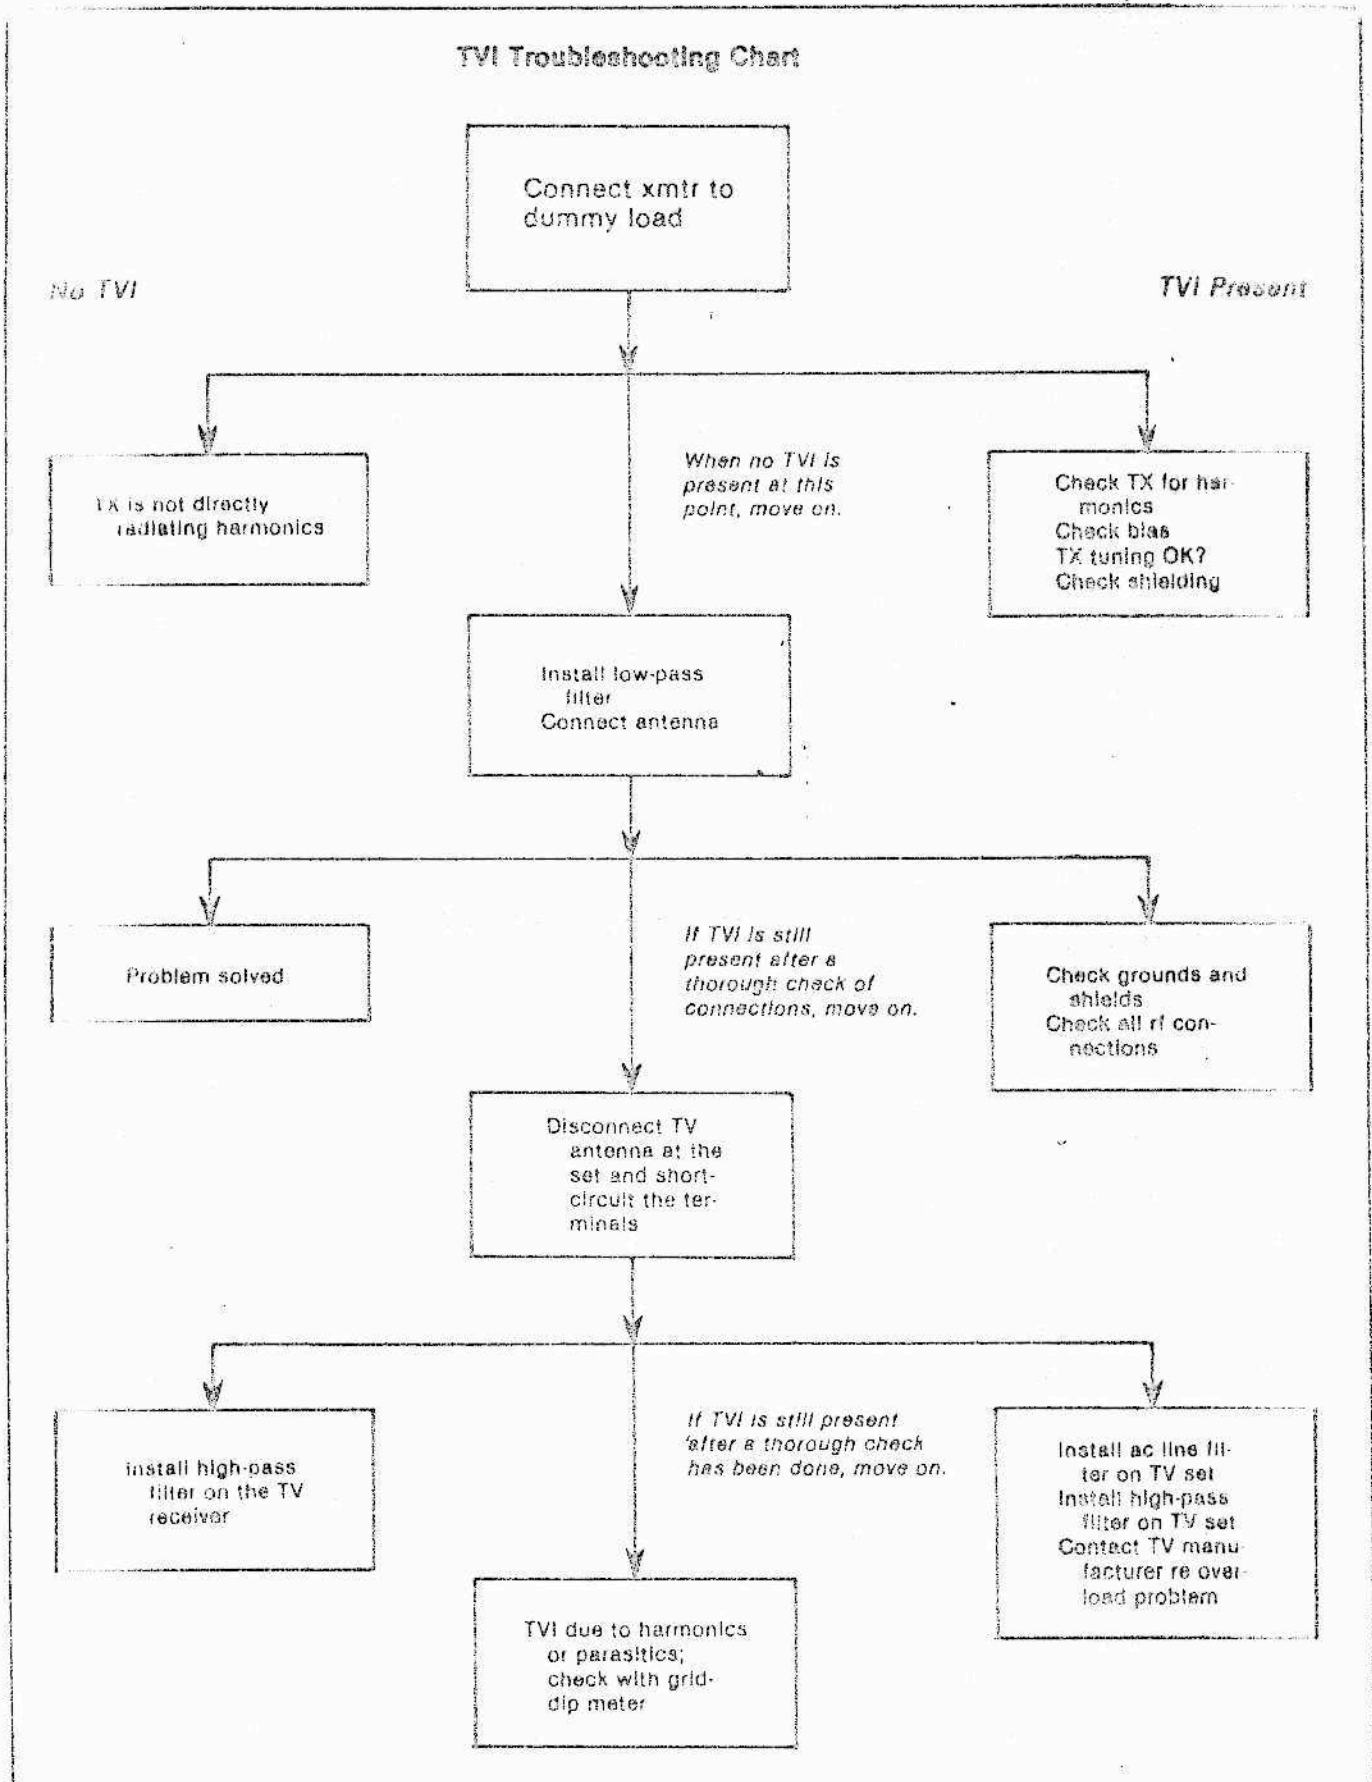 TVI Troubleshooting Chart
Connect xmtr to
dummy load
No TVI
TVI Present
TX is not directly
radiating harmonics
When no TVI is
present at this
point, move on.
Check TX for har-
monics
Check bias
TX tuning OK?
Check shielding
Install low-pass
filter
Connect antenna
Problem solved
If TVI is still
present after a
thorough check of
connections, move on.
Check grounds and
shields
Check all rf con-
nections
Disconnect TV
antenna at the
set and short-
circuit the ter-
minals
Install high-pass
filter on the TV
receiver
If TVI is still present
after a thorough check
has been done, move on.
Install ac line fil-
ter on TV set
Install high-pass
filter on TV set
Contact TV manu-
facturer re over-
load problem
TVI due to harmonics
or parasitics;
check with grid-
dip meter